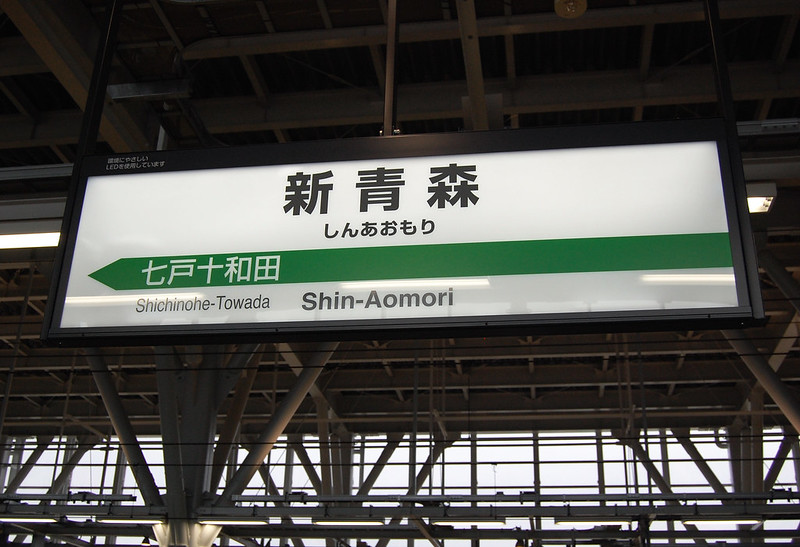 環境にやさしい
LEDを使用しています
新青森
しんあおもり
七戸十和田
Shichinohe-Towada Shin-Aomori